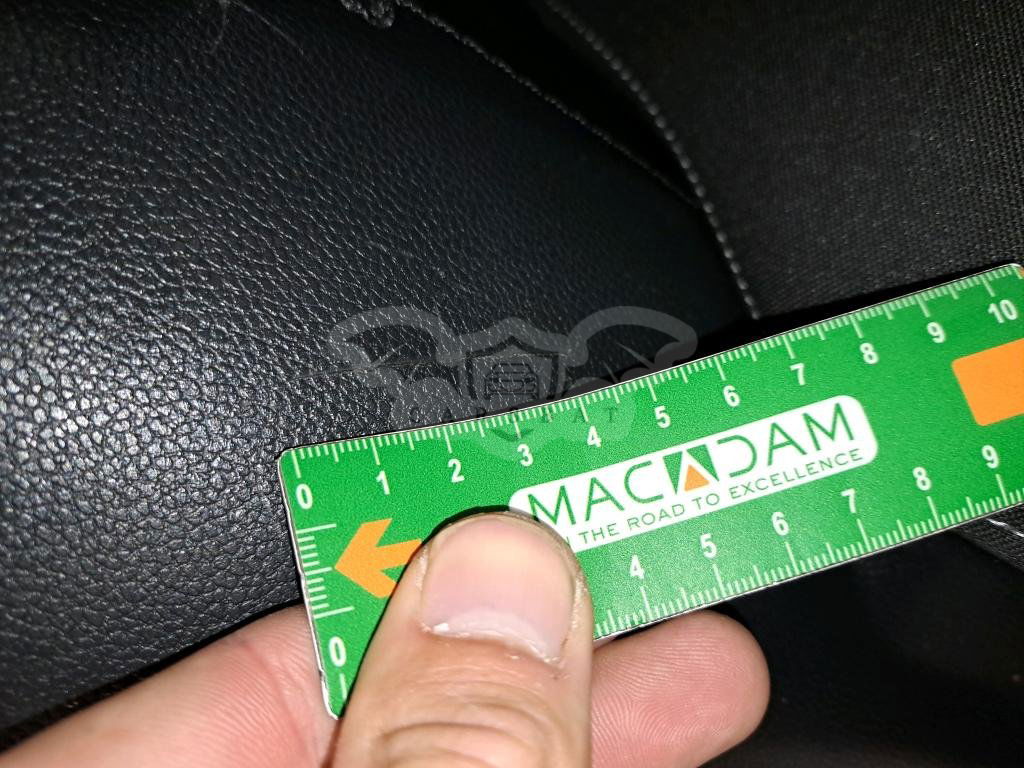 0 1 2 3 4 5 6 7 8 9 10
MACADAM
THE ROAD TO EXCELLENCE
0 4 5 6 7 8 9